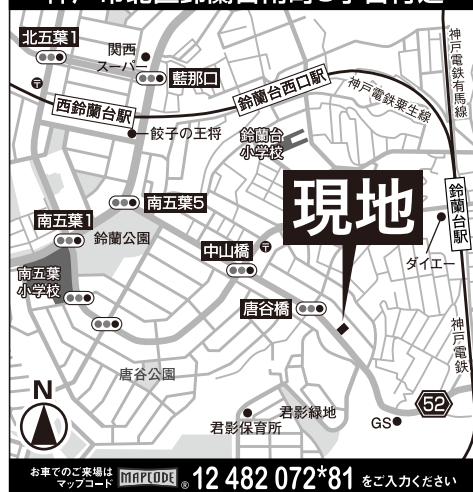 北五葉1
関西
スーパー
藍那口
神戸電鉄有馬線
西鈴蘭台駅
鈴蘭台西口駅
神戸電鉄粟生線
餃子の王将
鈴蘭台
小学校
現地
鈴蘭台駅
南五葉5
南五葉1
鈴蘭公園
中山橋
ダイエー
南五葉
小学校
唐谷橋
神戸電鉄
唐谷公園
52
N
君影緑地
君影保育所
GS
お車でのご来場は
マップコード MAPCODE ® 12 482 072*81 をご入力ください